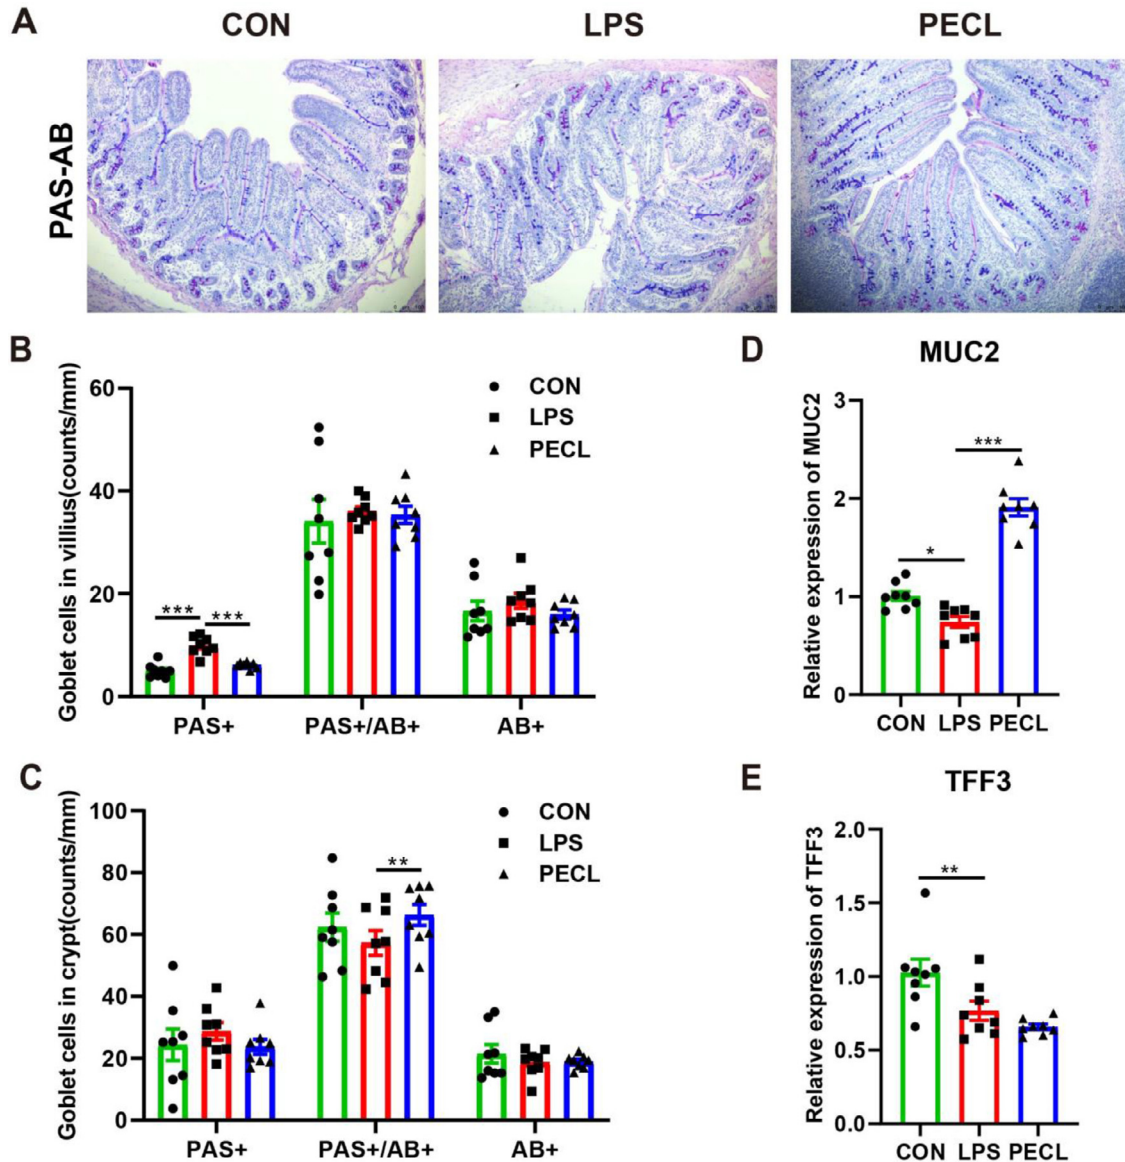 A
CON
LPS
PECL
PAS-AB
B
Goblet cells in villius(counts/mm)
60
40
20
0
CON
LPS
PECL
***
***
PAS+
PAS+/AB+
AB+
D
MUC2
Relative expression of MUC2
3
2
1
0
***
*
CON
LPS
PECL
C
Goblet cells in crypt(counts/mm)
100
80
60
40
20
0
CON
LPS
PECL
**
PAS+
PAS+/AB+
AB+
E
TFF3
Relative expression of TFF3
2.0
1.5
1.0
0.5
0.0
**
CON
LPS
PECL